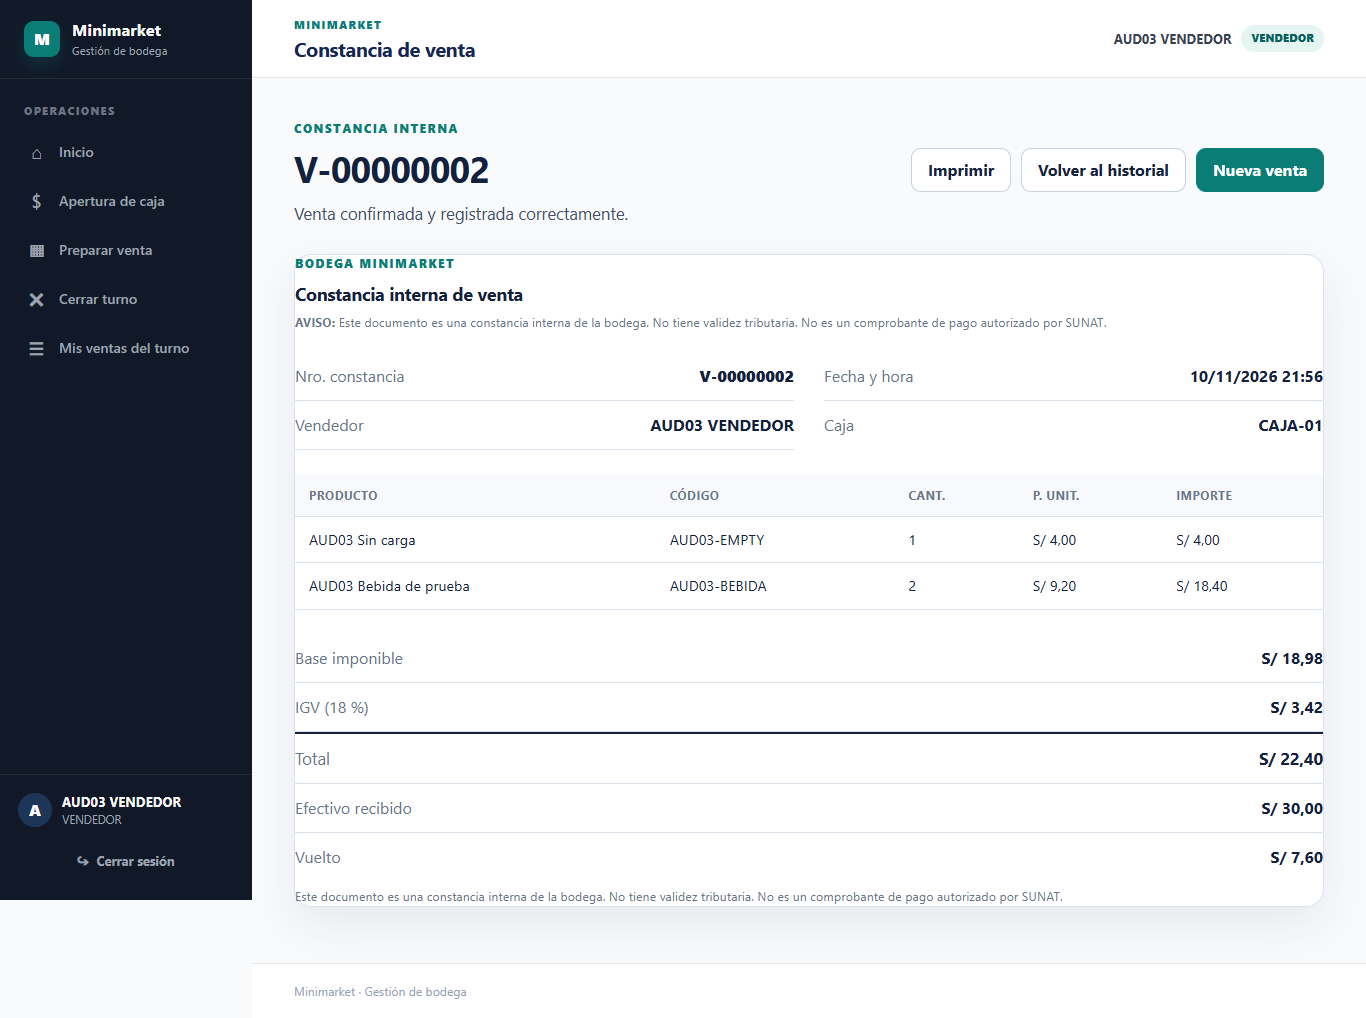 M
Minimarket
Gestión de bodega
OPERACIONES
Inicio
$ Apertura de caja
Preparar venta
Cerrar turno
Mis ventas del turno
A
AUD03 VENDEDOR
VENDEDOR
Cerrar sesión
MINIMARKET
Constancia de venta
AUD03 VENDEDOR VENDEDOR
CONSTANCIA INTERNA
V-00000002
Imprimir Volver al historial Nueva venta
Venta confirmada y registrada correctamente.
BODEGA MINIMARKET
Constancia interna de venta
AVISO: Este documento es una constancia interna de la bodega. No tiene validez tributaria. No es un comprobante de pago autorizado por SUNAT.
Nro. constancia V-00000002 Fecha y hora 10/11/2026 21:56
Vendedor AUD03 VENDEDOR Caja CAJA-01
PRODUCTO CÓDIGO CANT. P. UNIT. IMPORTE
AUD03 Sin carga AUD03-EMPTY 1 S/ 4,00 S/ 4,00
AUD03 Bebida de prueba AUD03-BEBIDA 2 S/ 9,20 S/ 18,40
Base imponible S/ 18,98
IGV (18 %) S/ 3,42
Total S/ 22,40
Efectivo recibido S/ 30,00
Vuelto S/ 7,60
Este documento es una constancia interna de la bodega. No tiene validez tributaria. No es un comprobante de pago autorizado por SUNAT.
Minimarket · Gestión de bodega